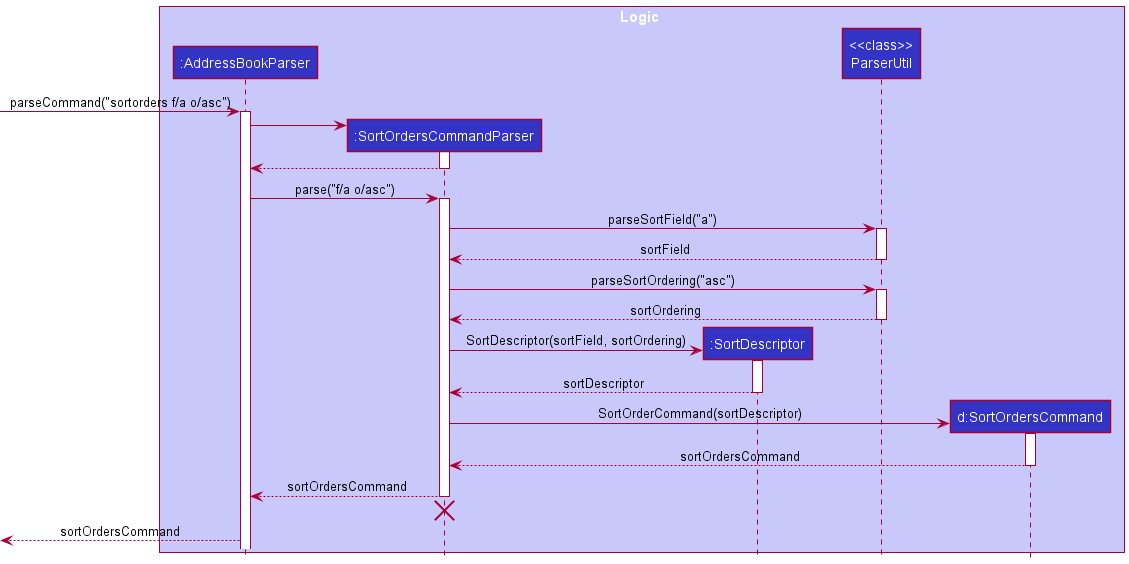 Logic
<<class>>
ParserUtil
:AddressBookParser
parseCommand("sortorders f/a o/asc")
:SortOrdersCommandParser
parse("f/a o/asc")
parseSortField("a")
sortField
parseSortOrdering("asc")
sortOrdering
SortDescriptor(sortField, sortOrdering)
:SortDescriptor
sortDescriptor
SortOrderCommand(sortDescriptor)
d:SortOrdersCommand
sortOrdersCommand
sortOrdersCommand
sortOrdersCommand